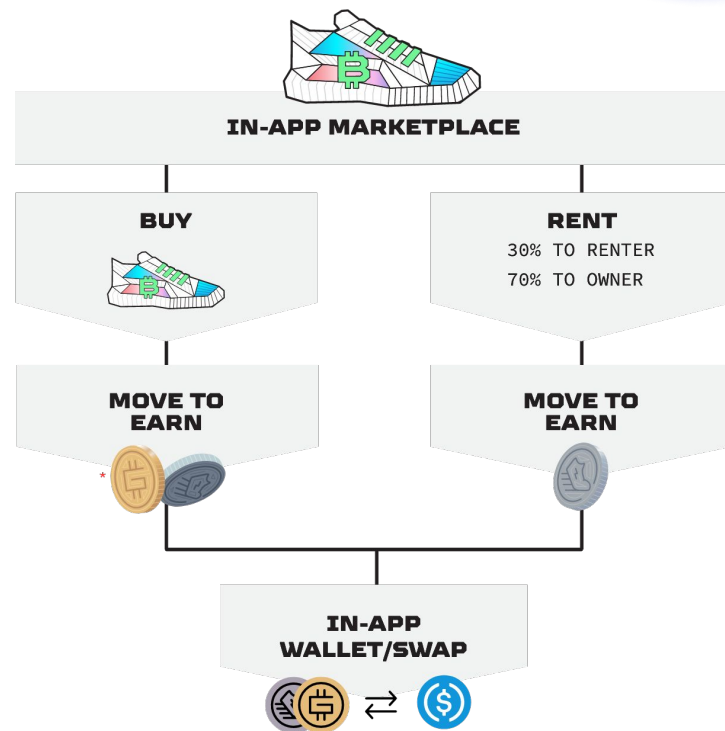 IN-APP MARKETPLACE
BUY
RENT
30% TO RENTER
70% TO OWNER
MOVE TO
EARN
*
MOVE TO
EARN
IN-APP
WALLET/SWAP